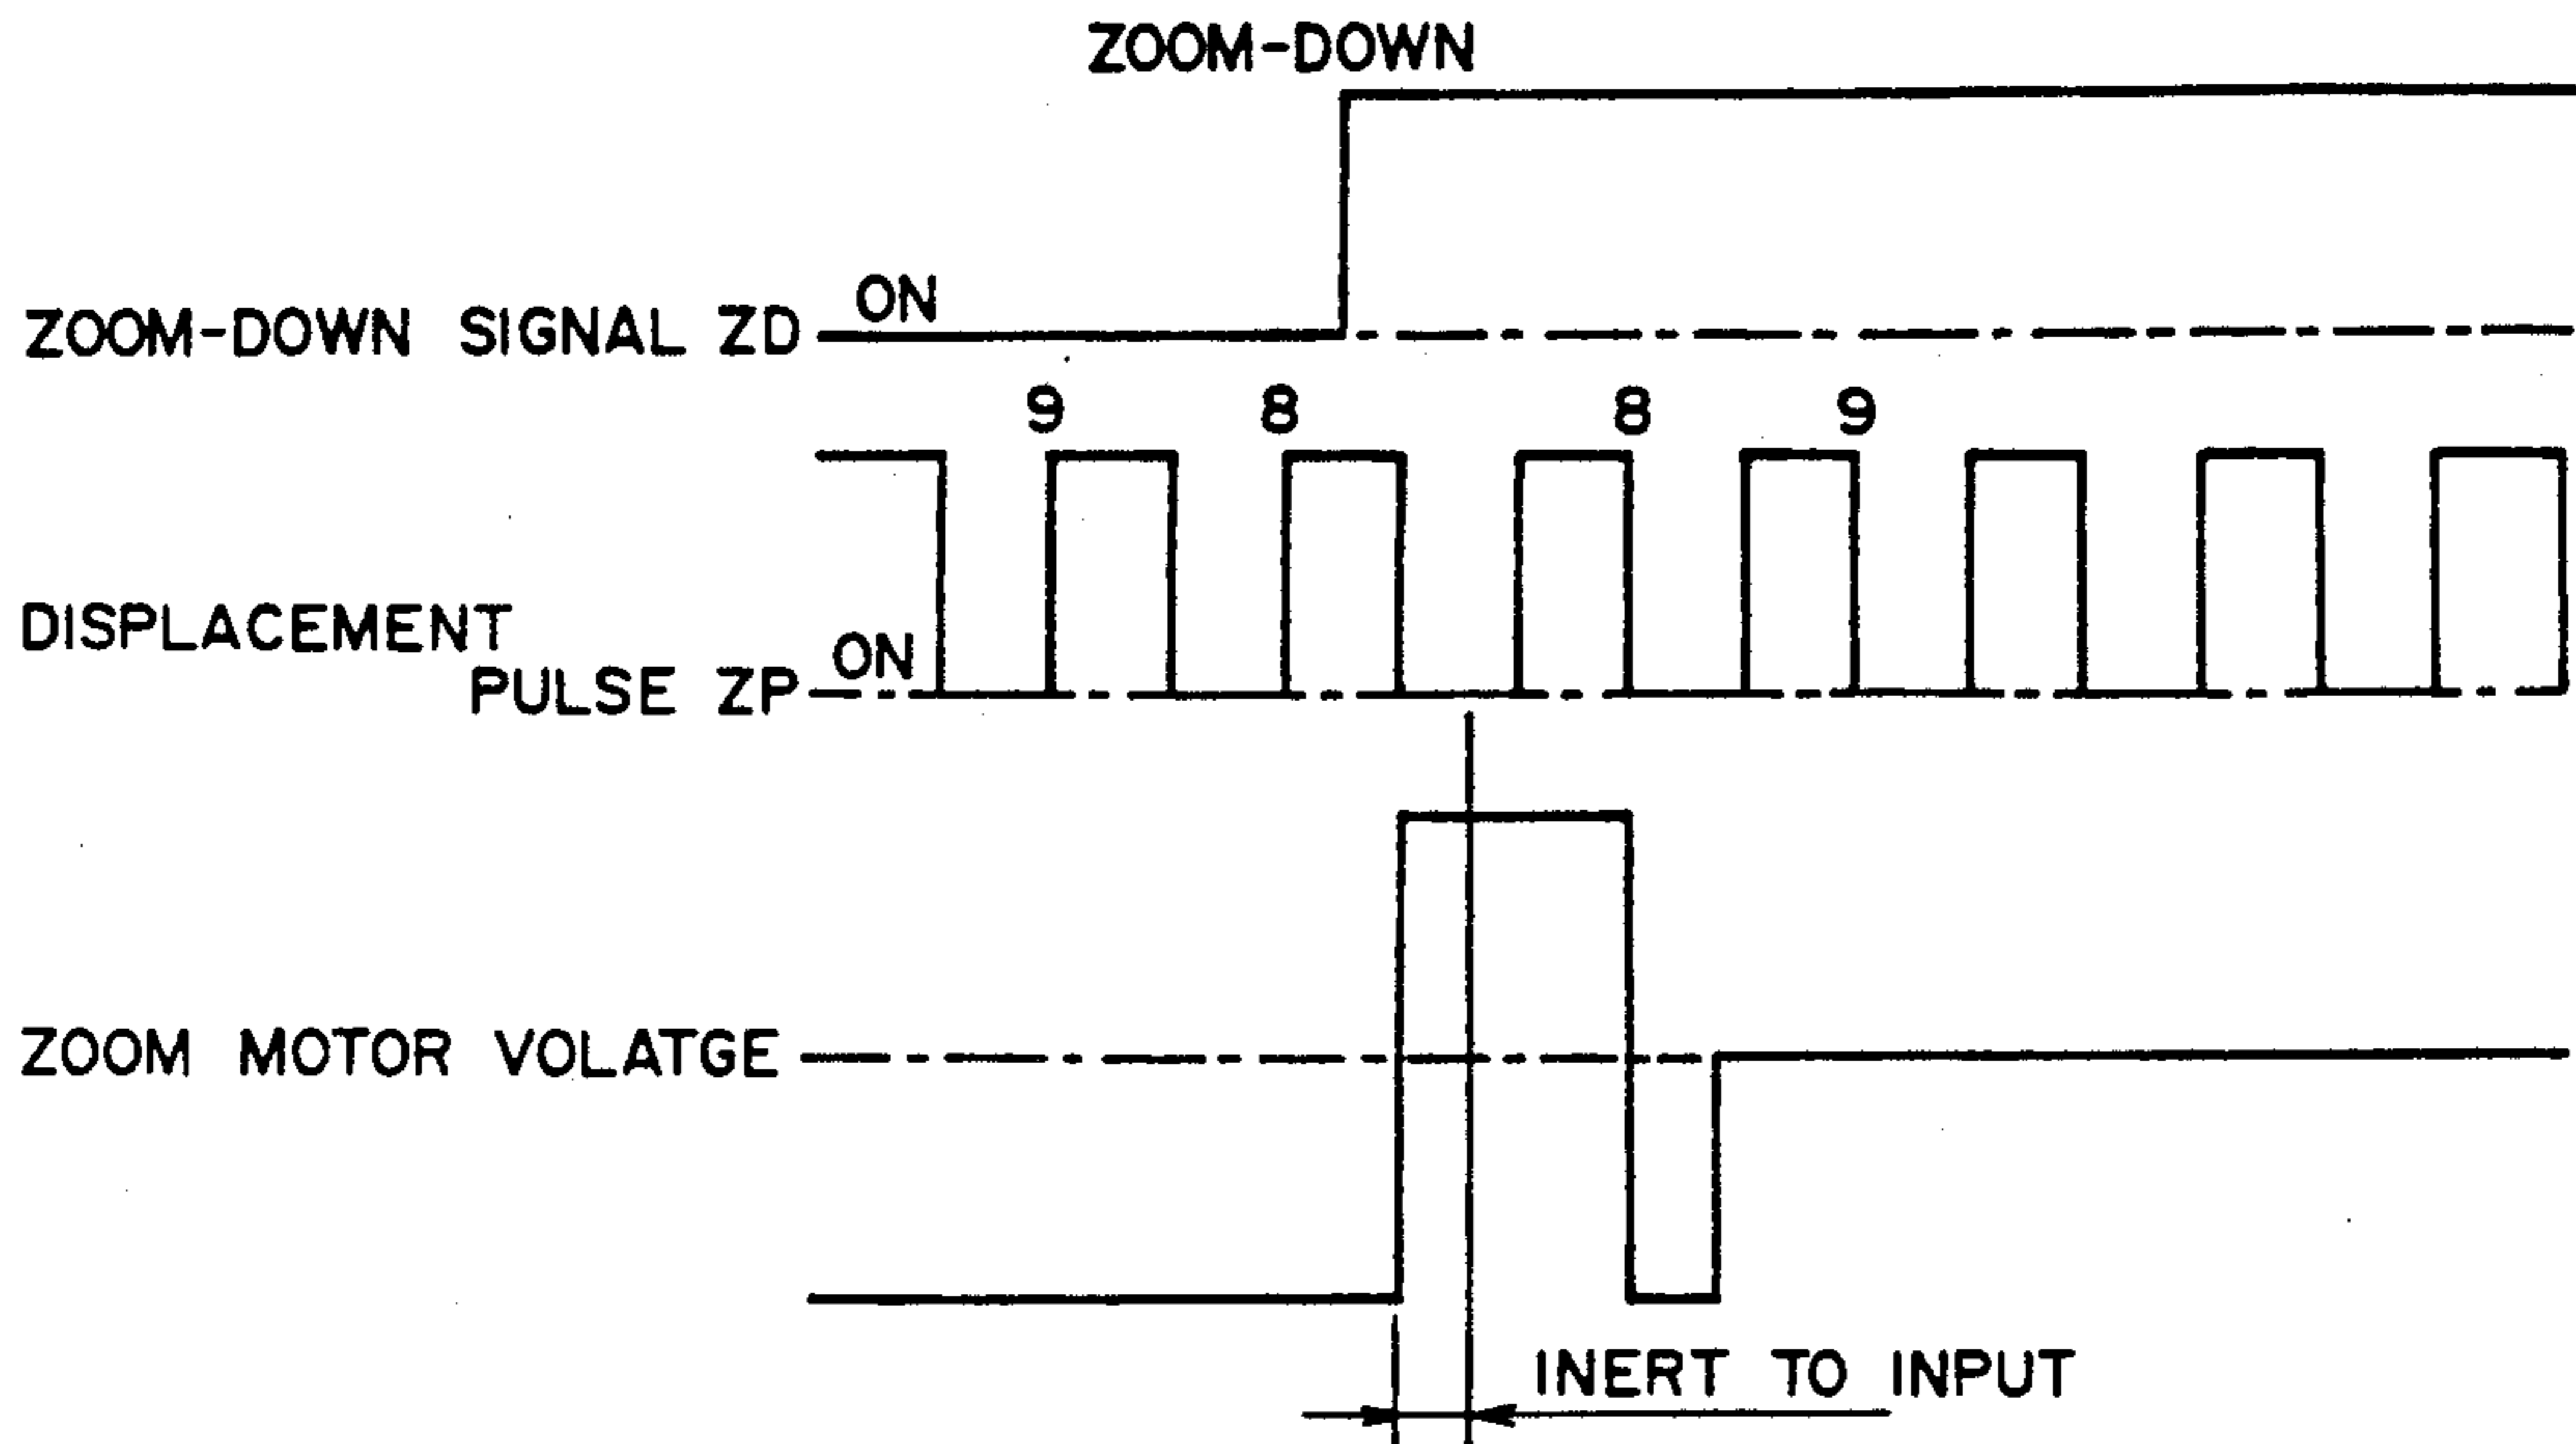 ZOOM-DOWN
ON
ZOOM-DOWN SIGNAL ZD
9 8 8 9
DISPLACEMENT
ON
PULSE ZP
ZOOM MOTOR VOLATGE
INERT TO INPUT